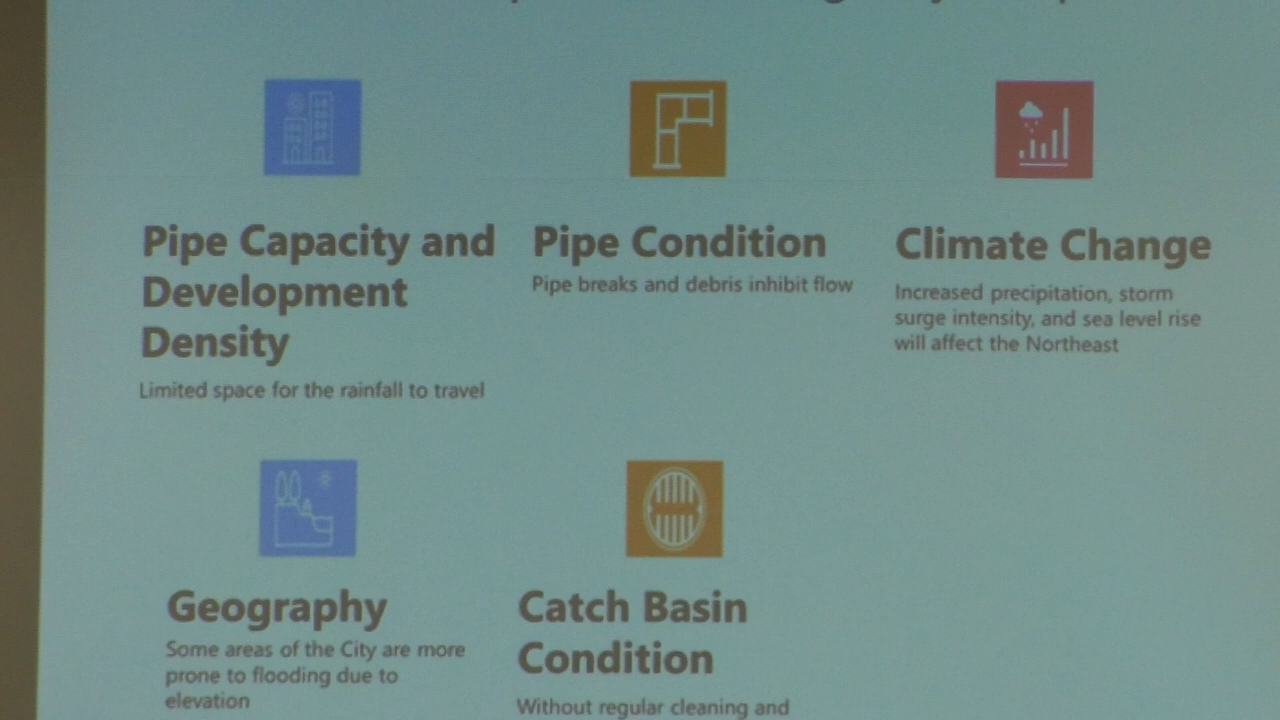 Pipe Capacity and
Development
Density
Limited space for the rainfall to travel
Pipe Condition
Pipe breaks and debris inhibit flow
Climate Change
Increased precipitation, storm
surge intensity, and sea level rise
will affect the Northeast
Geography
Some areas of the City are more
prone to flooding due to
elevation
Catch Basin
Condition
Without regular cleaning and